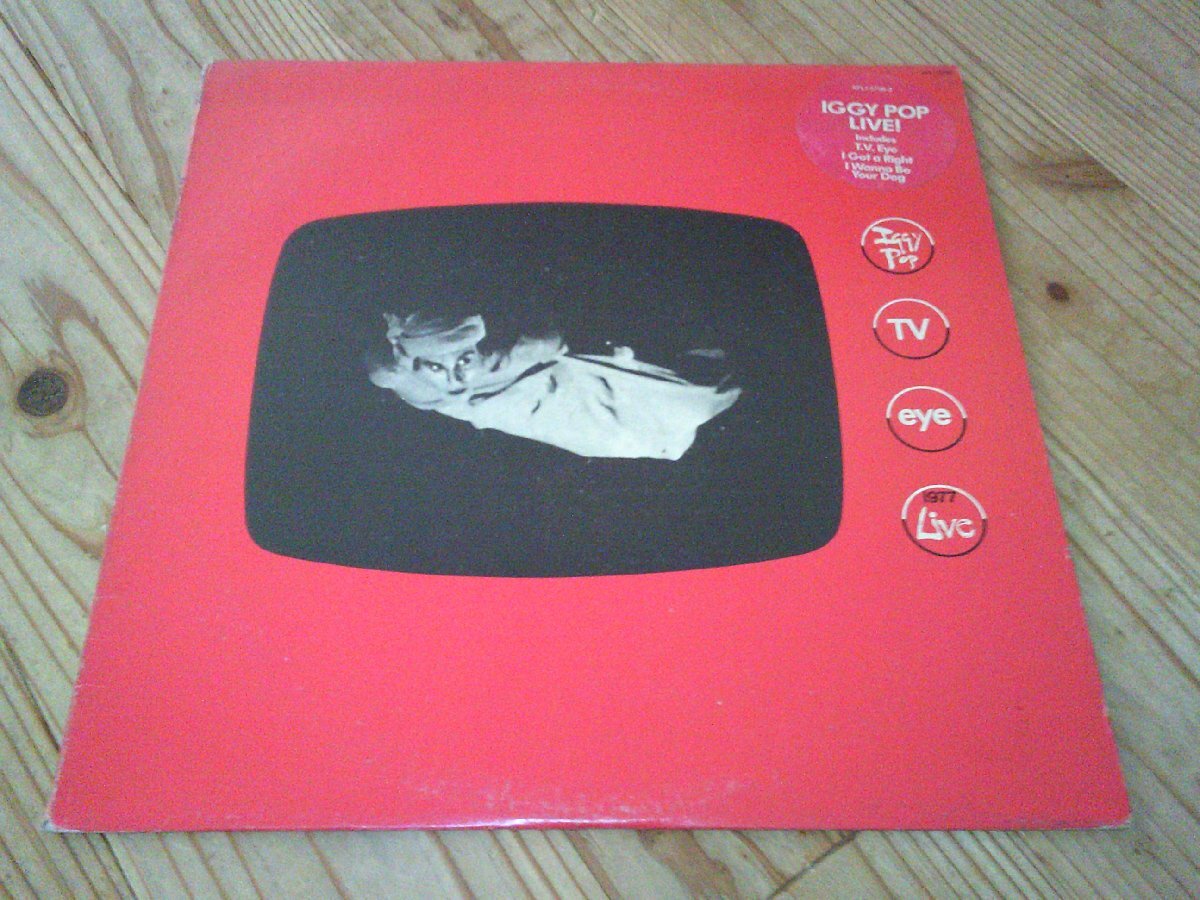 IGGY POP
LIVE!
Includes
T.V. Eye
I Got a Right
I Wanna Be
Your Dog
Iggy
Pop
TV
eye
1977
Live